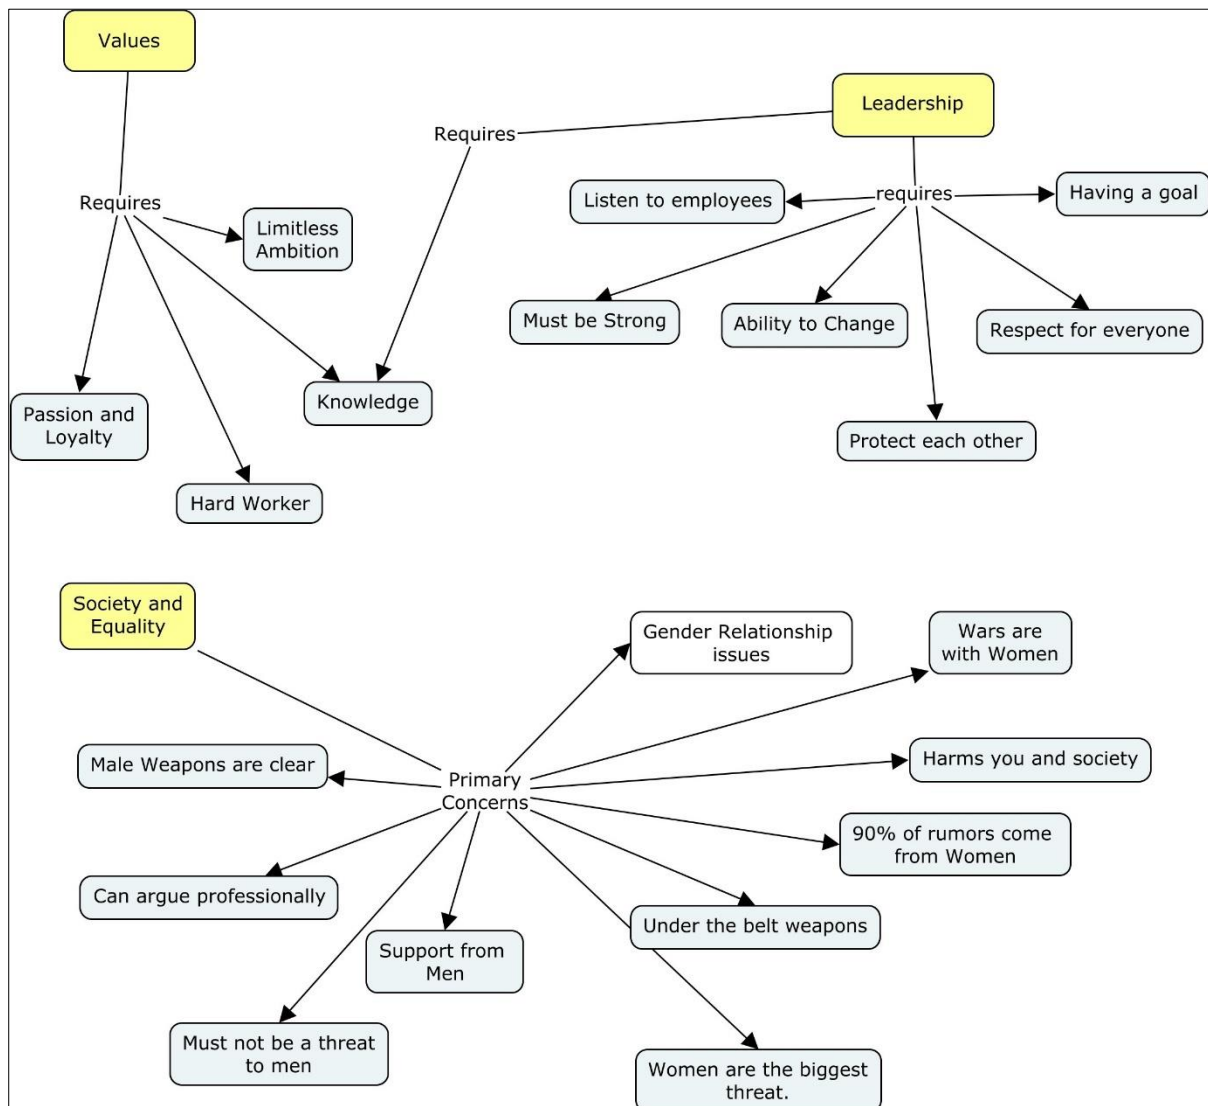 Values
Leadership
Requires
Requires
requires
Listen to employees
Having a goal
Limitless
Ambition
Must be Strong
Ability to Change
Respect for everyone
Knowledge
Passion and
Loyalty
Protect each other
Hard Worker
Society and
Equality
Gender Relationship
issues
Wars are
with Women
Male Weapons are clear
Primary
Concerns
Harms you and society
90% of rumors come
from Women
Can argue professionally
Under the belt weapons
Support from
Men
Must not be a threat
to men
Women are the biggest
threat.